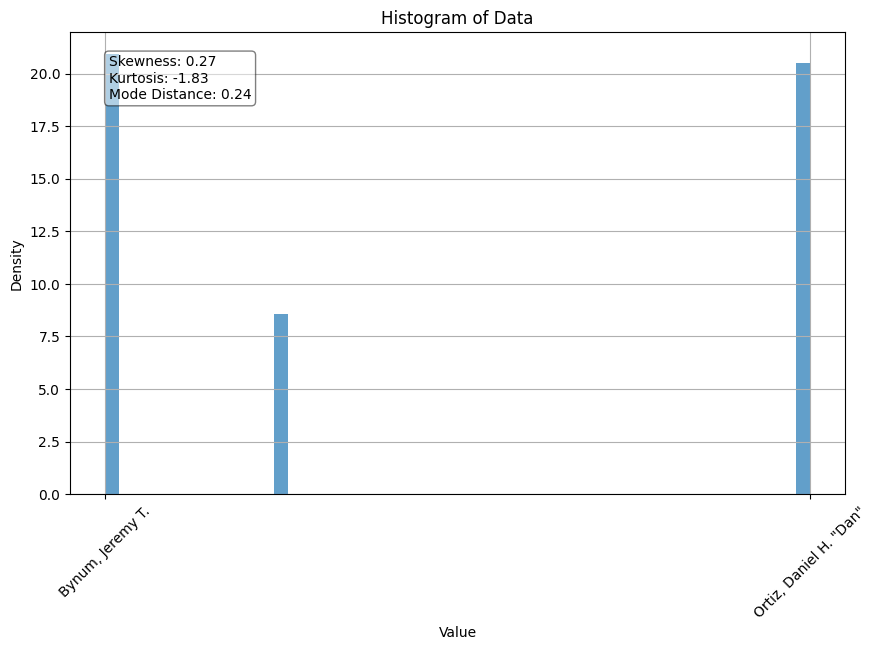 Histogram of Data
Skewness: 0.27
Kurtosis: -1.83
Mode Distance: 0.24
20.0
17.5
15.0
12.5
10.0
7.5
5.0
2.5
0.0
Density
Bynum, Jeremy T.
Ortiz, Daniel H. "Dan"
Value